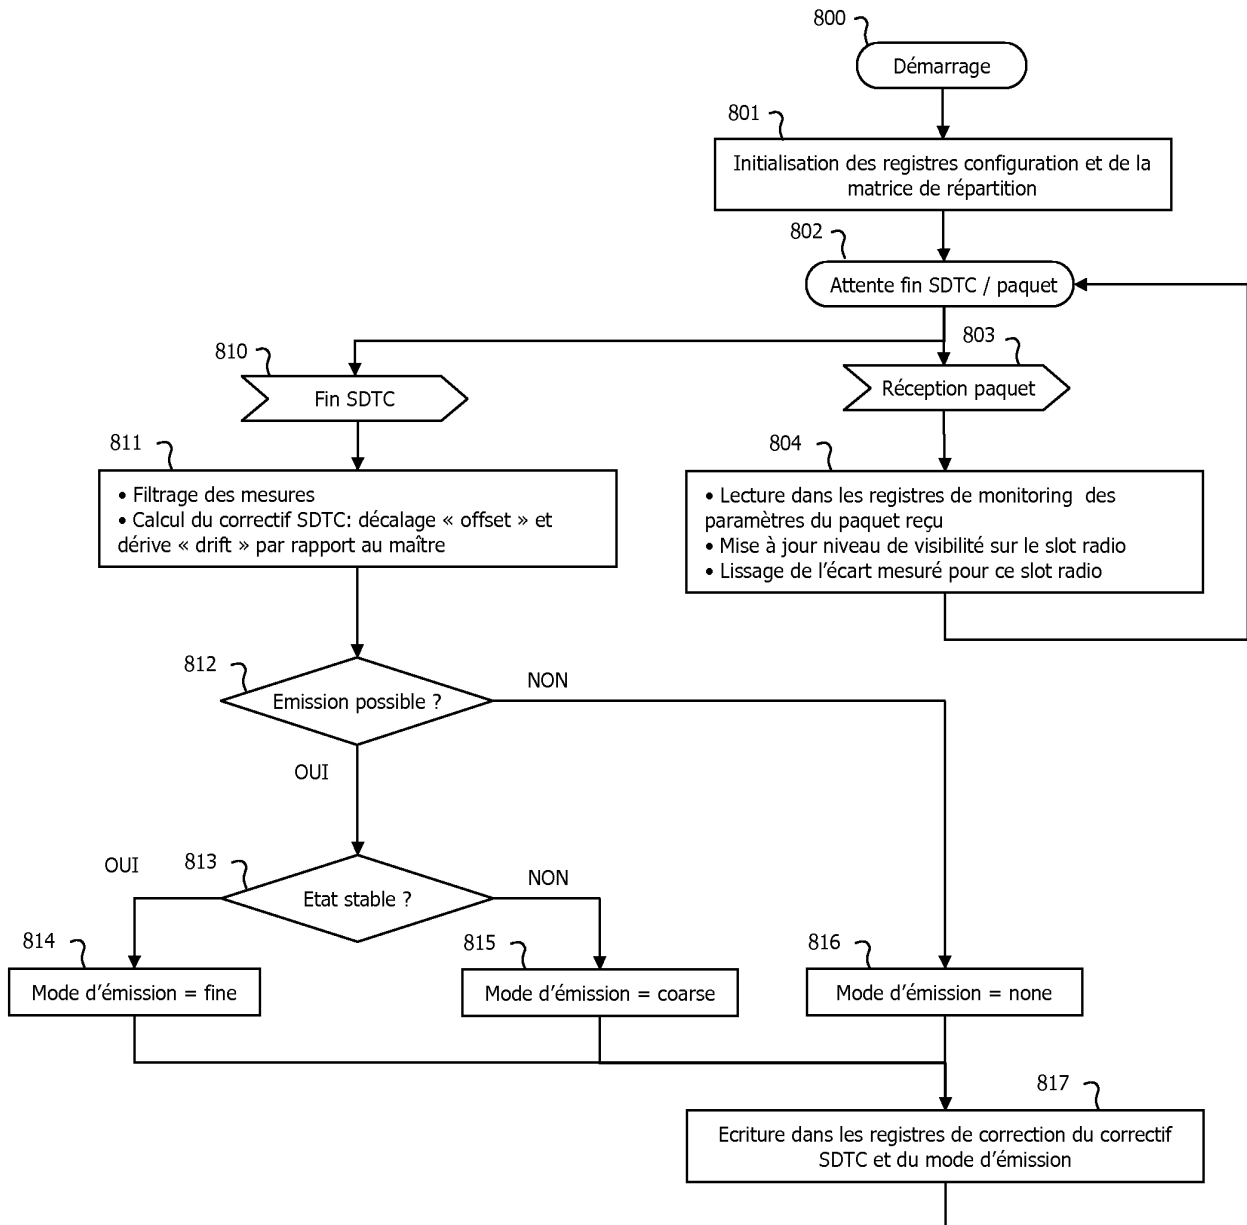 800
Démarrage
801
Initialisation des registres configuration et de la
matrice de répartition
802
Attente fin SDTC / paquet
810
803
Fin SDTC
Réception paquet
811
• Filtrage des mesures
• Calcul du correctif SDTC: décalage « offset » et
dérive « drift » par rapport au maître
804
• Lecture dans les registres de monitoring des
paramètres du paquet reçu
• Mise à jour niveau de visibilité sur le slot radio
• Lissage de l’écart mesuré pour ce slot radio
812
Emission possible ?
NON
OUI
813
Etat stable ?
OUI
NON
814
Mode d’émission = fine
815
Mode d’émission = coarse
816
Mode d’émission = none
817
Ecriture dans les registres de correction du correctif
SDTC et du mode d’émission